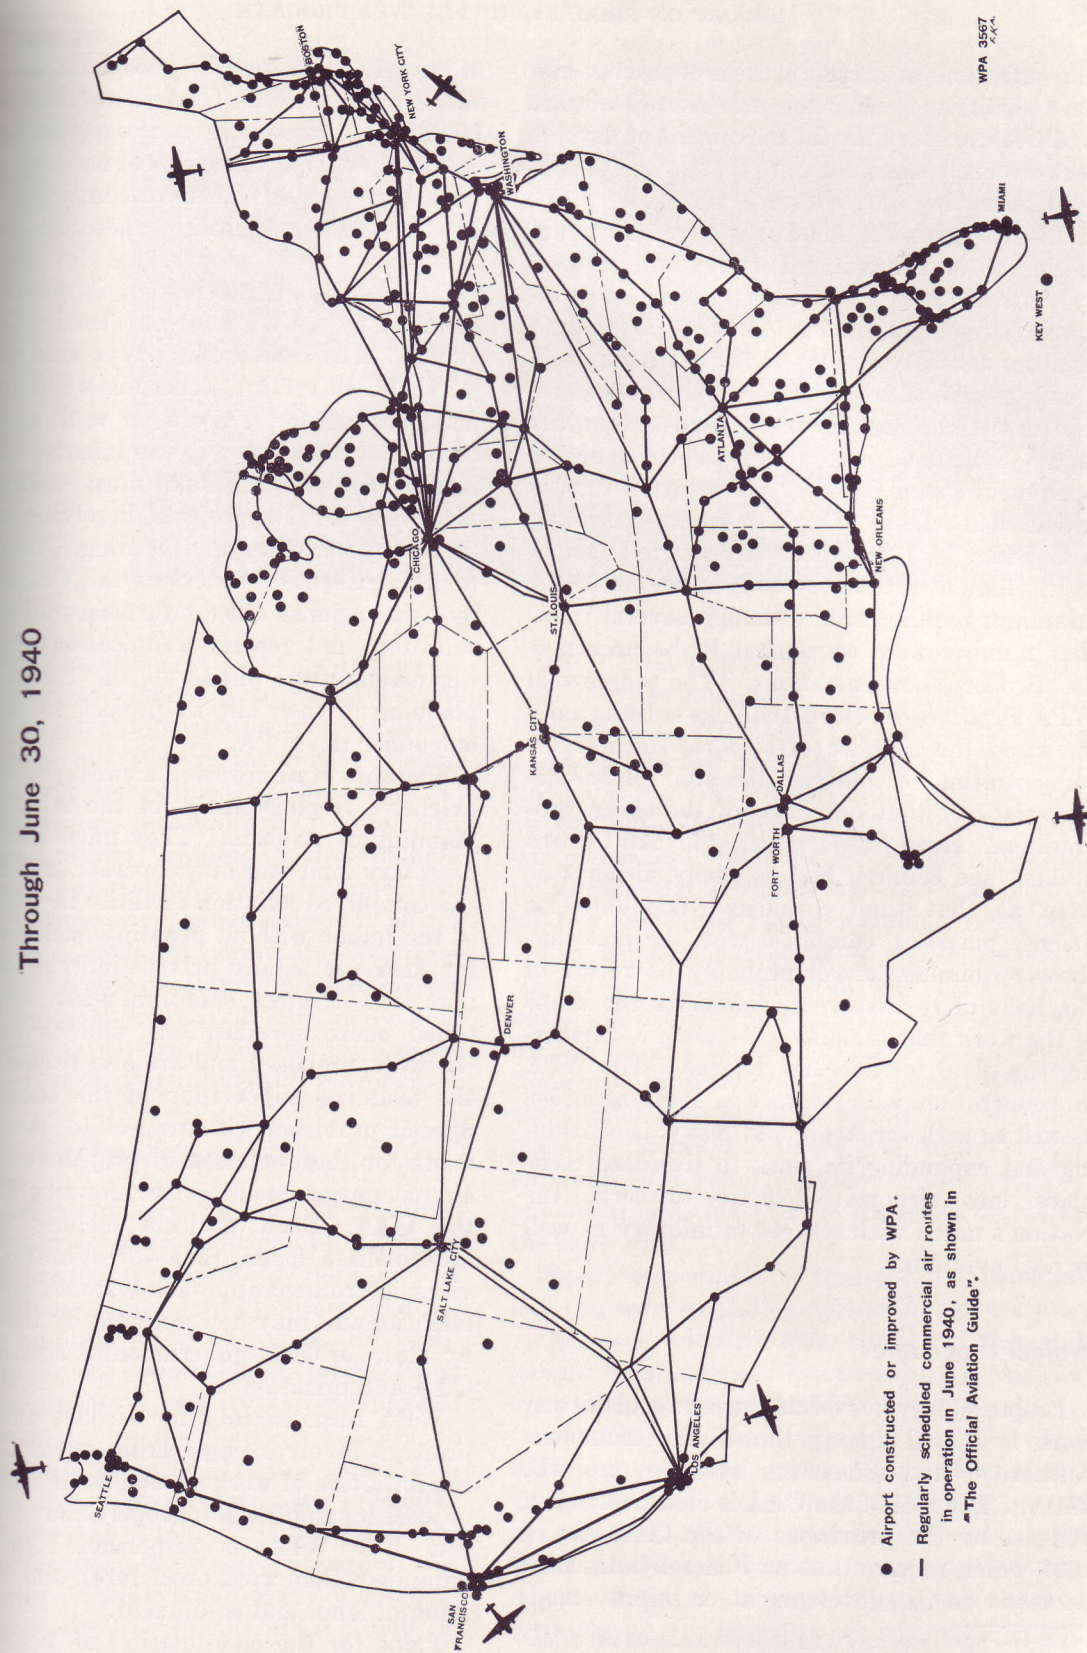 Through June 30, 1940
SEATTLE
SAN
FRANCISCO
LOS ANGELES
SALT LAKE CITY
DENVER
FORT WORTH
DALLAS
KANSAS CITY
ST. LOUIS
CHICAGO
NEW ORLEANS
ATLANTA
WASHINGTON
NEW YORK CITY
BOSTON
MIAMI
KEY WEST
● Airport constructed or improved by WPA.
— Regularly scheduled commercial air routes
in operation in June 1940, as shown in
"The Official Aviation Guide".
WPA 3567